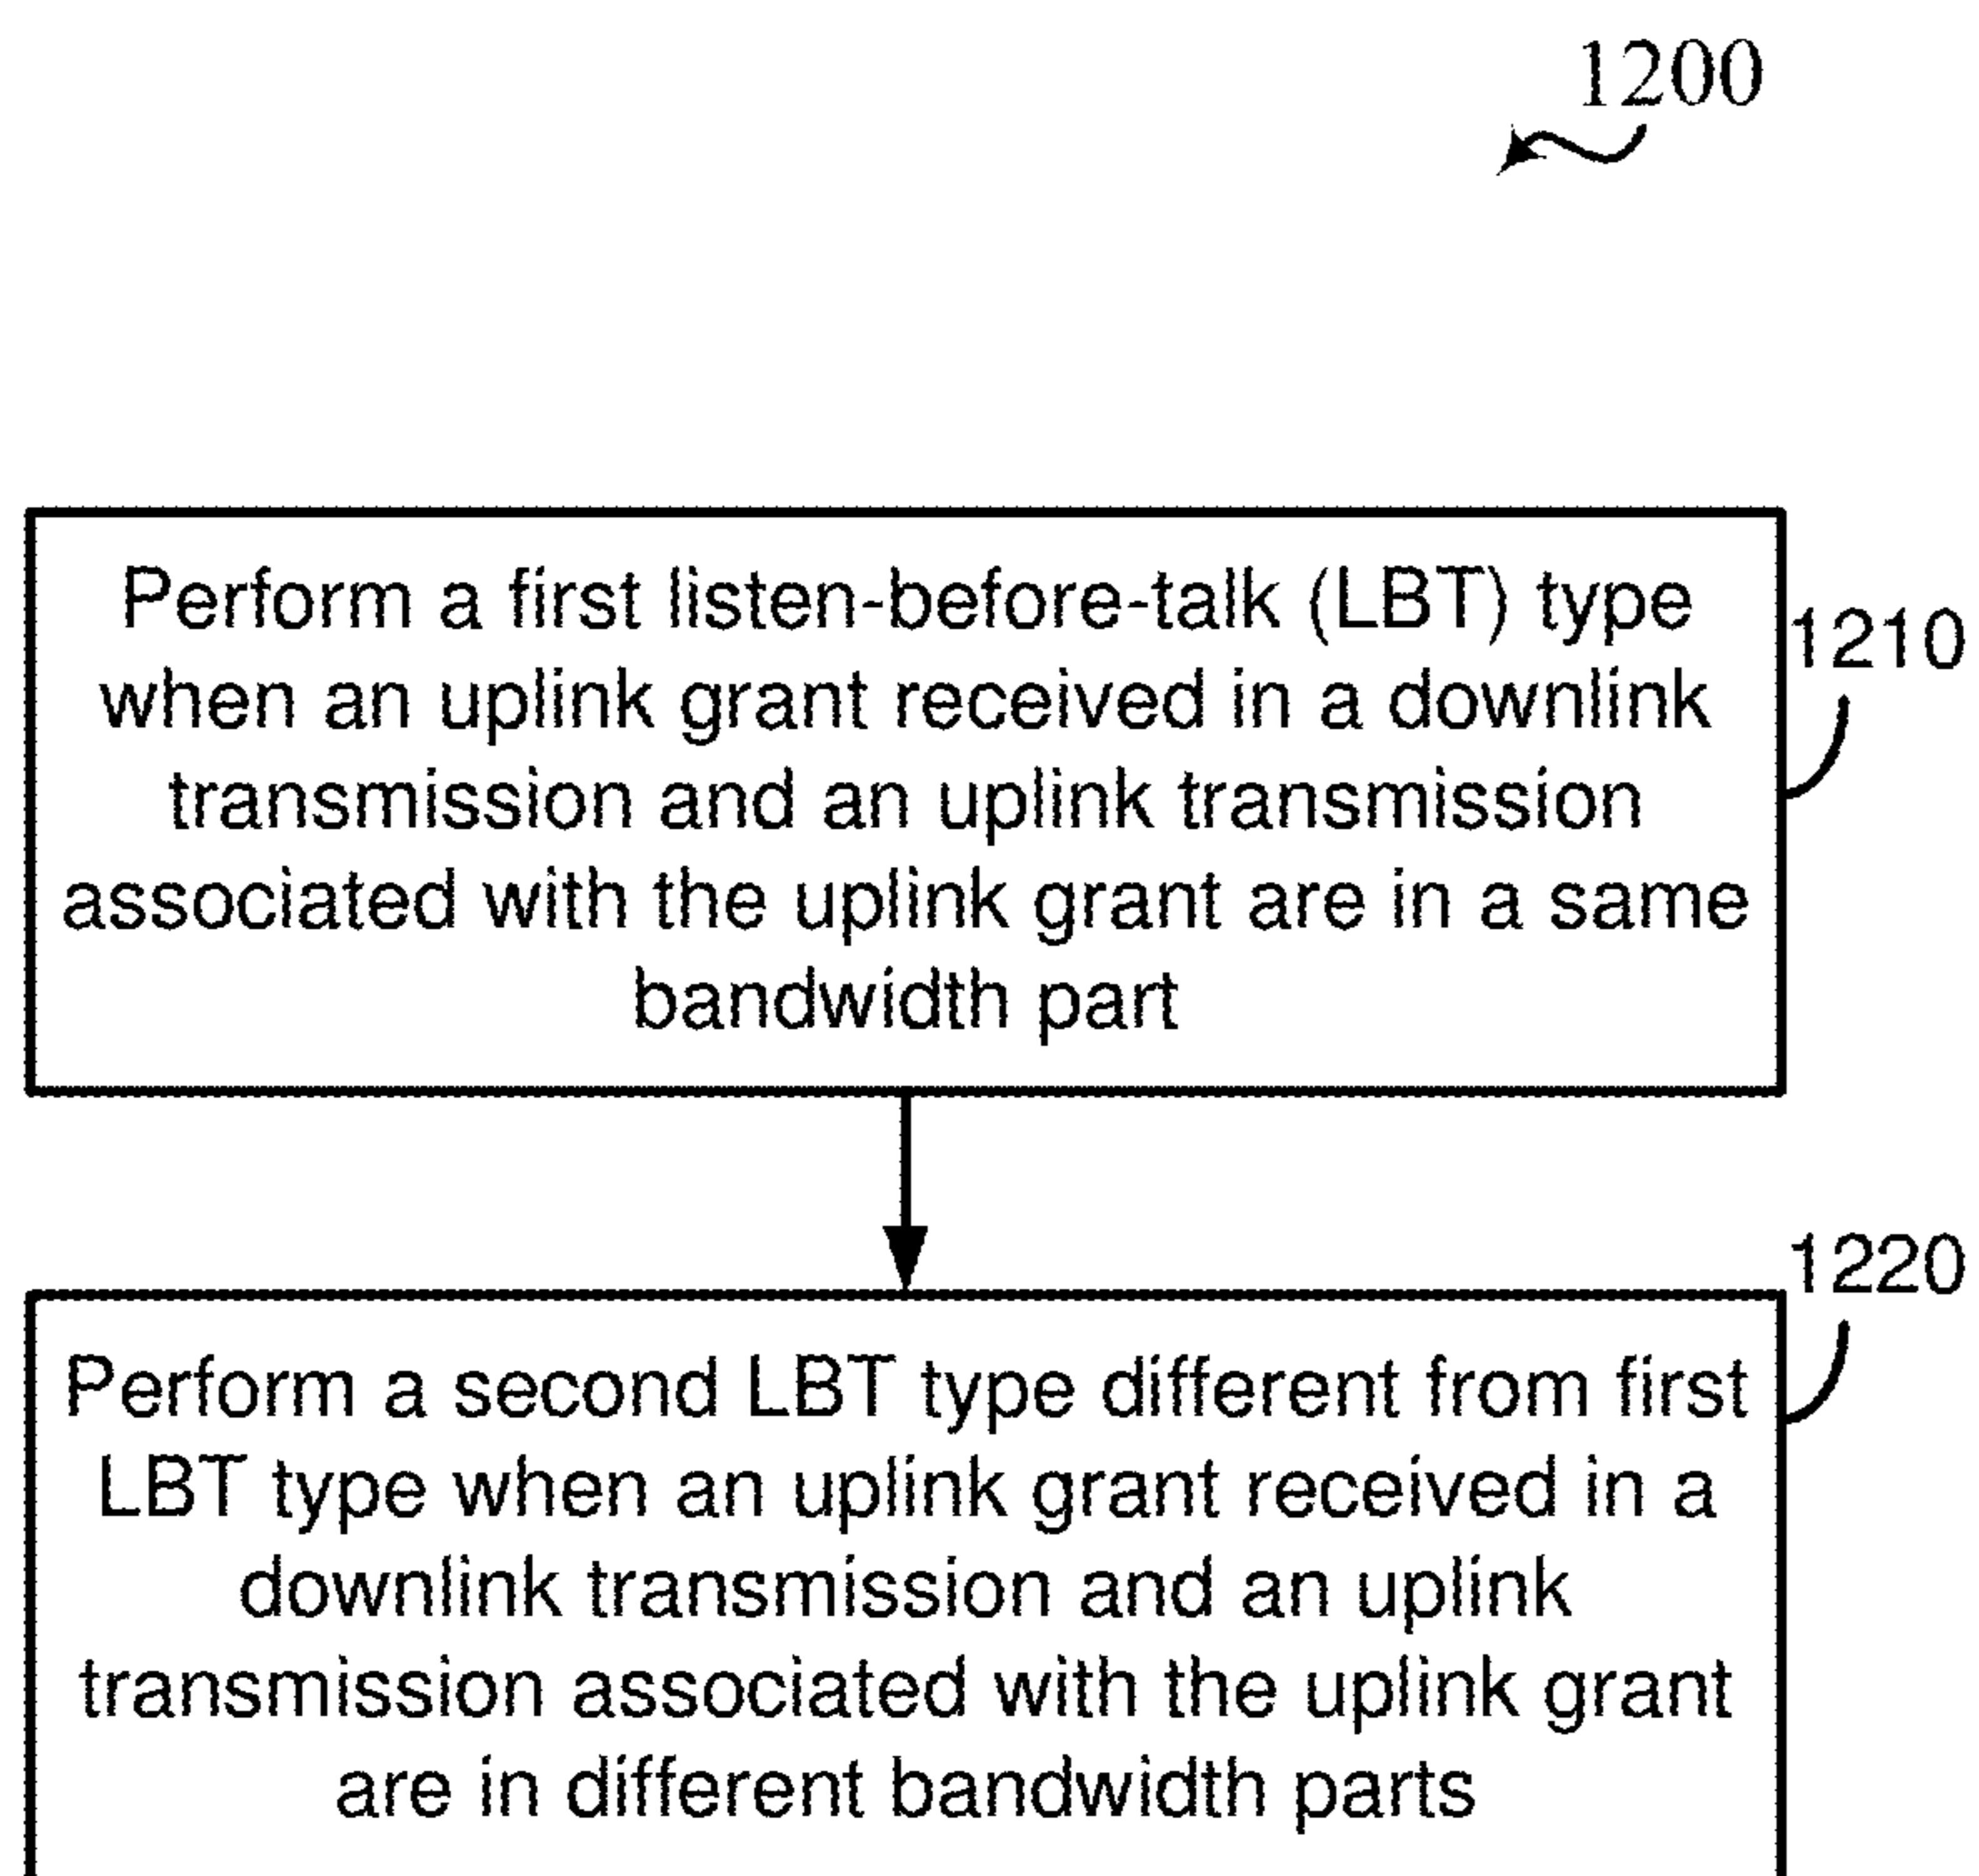 1200
Perform a first listen-before-talk (LBT) type
when an uplink grant received in a downlink
transmission and an uplink transmission
associated with the uplink grant are in a same
bandwidth part
1210
1220
Perform a second LBT type different from first
LBT type when an uplink grant received in a
downlink transmission and an uplink
transmission associated with the uplink grant
are in different bandwidth parts